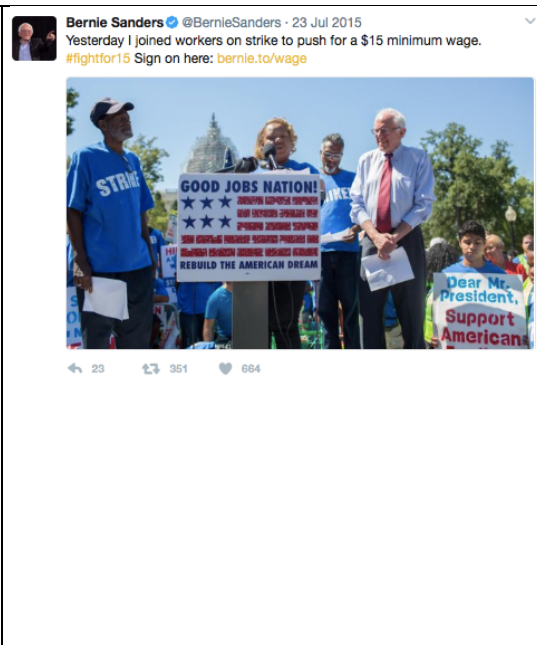 Bernie Sanders @BernieSanders · 23 Jul 2015
Yesterday I joined workers on strike to push for a $15 minimum wage.
#fightfor15 Sign on here: bernie.to/wage
STRIKE
GOOD JOBS NATION!
REBUILD THE AMERICAN DREAM
Dear Mr.
President,
Support
American
23 351 664